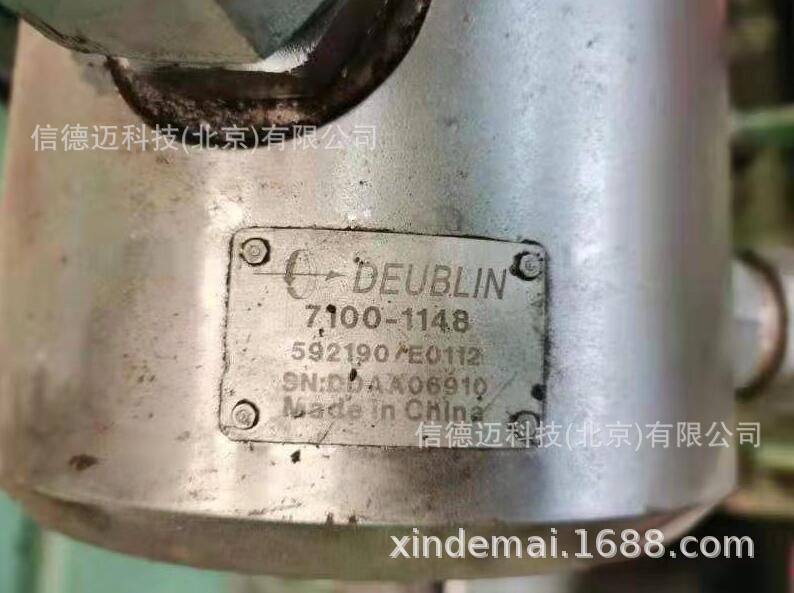 信德迈科技(北京)有限公司
DEUBLIN
7100-1148
592190/E0112
SN:DDAA06910
Made in China
信德迈科技(北京)有限公司
xindemai.1688.com